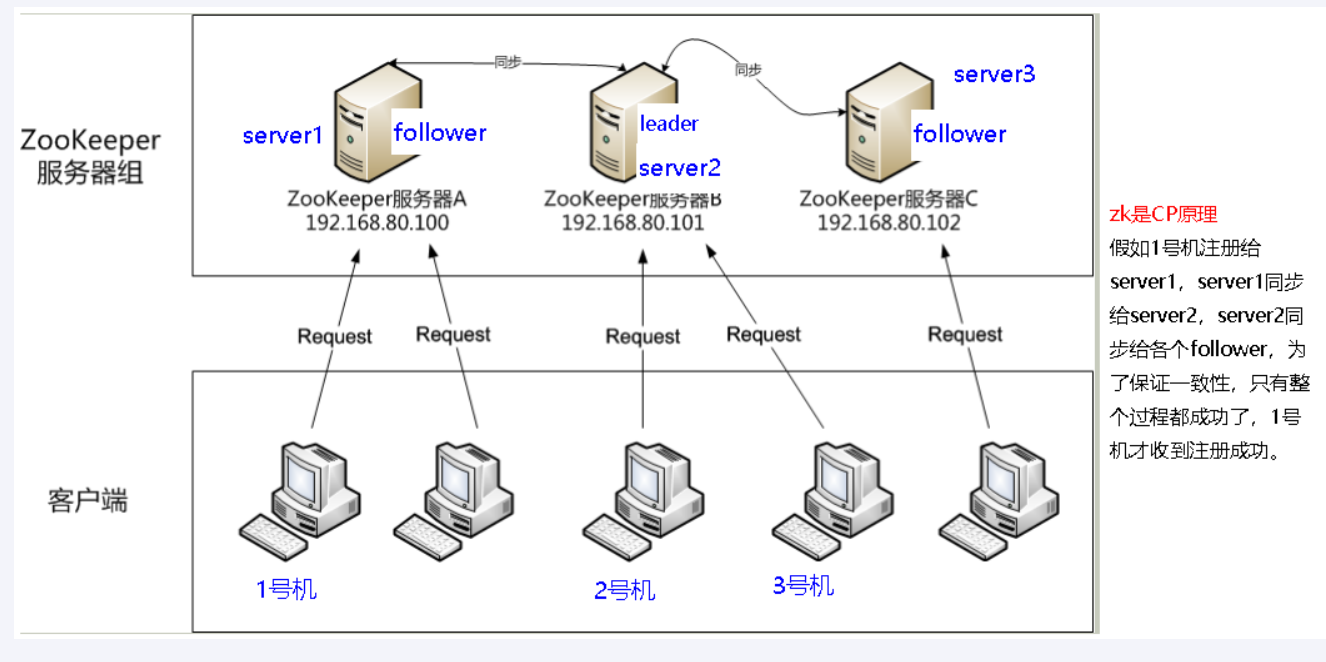 同步
同步
server3
server1
follower
leader
follower
server2
ZooKeeper
服务器组
ZooKeeper服务器A
192.168.80.100
ZooKeeper服务器B
192.168.80.101
ZooKeeper服务器C
192.168.80.102
zk是CP原理
假如1号机注册给
server1，server1同步
给server2，server2同
步给各个follower，为
了保证一致性，只有整
个过程都成功了，1号
机才收到注册成功。
Request
Request
Request
Request
Request
客户端
1号机
2号机
3号机